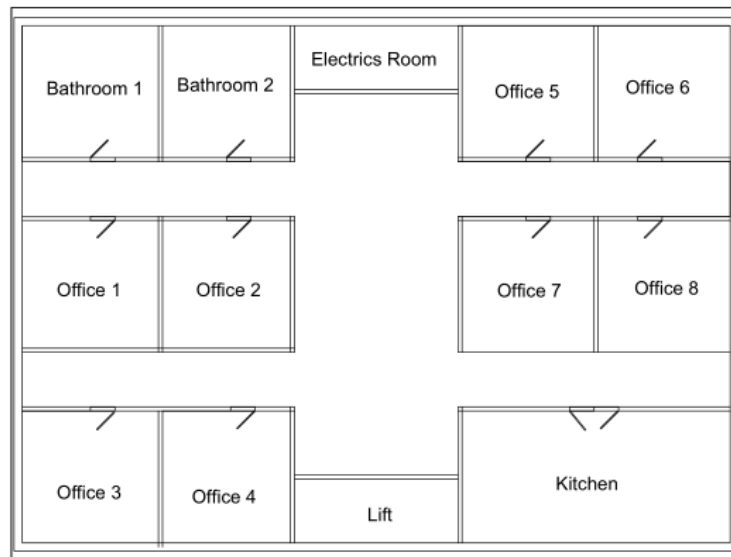 Bathroom 1
Bathroom 2
Electrics Room
Office 5
Office 6
Office 1
Office 2
Office 7
Office 8
Office 3
Office 4
Lift
Kitchen